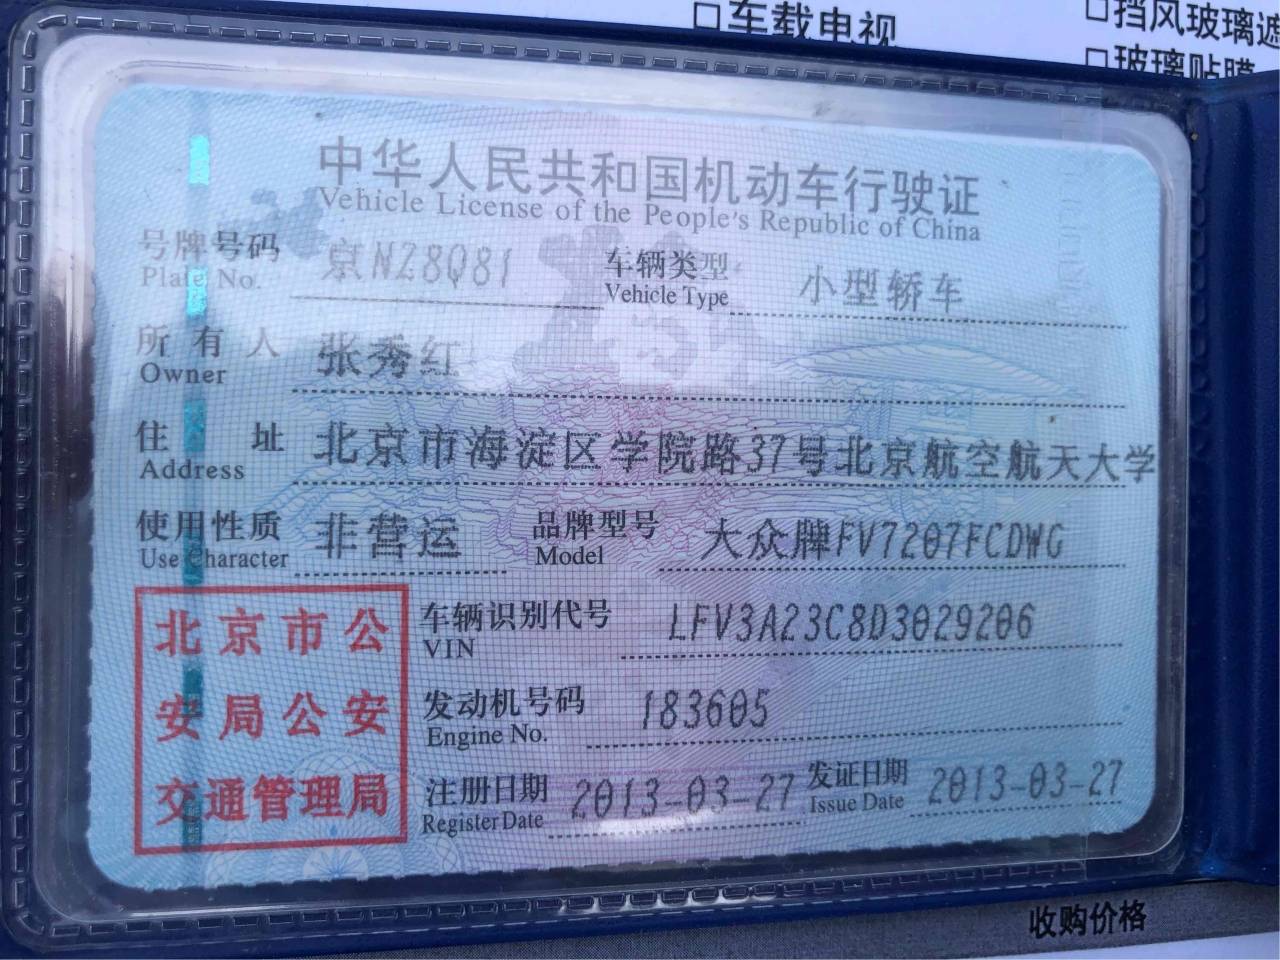 □车载电视
□挡风玻璃遮
□玻璃贴膜
中华人民共和国机动车行驶证
Vehicle License of the People's Republic of China
号牌号码 京NZ8Q81 车辆类型 小型轿车
Plate No. Vehicle Type
所有人 张秀红
Owner
住址 北京市海淀区学院路37号北京航空航天大学
Address
使用性质 非营运 品牌型号 大众牌FV7207FCDWG
Use Character Model
车辆识别代号 LFV3A23C8D3029206
VIN
发动机号码 183605
Engine No.
注册日期 2013-03-27 发证日期 2013-03-27
Register Date Issue Date
北京市公
安局公安
交通管理局
收购价格